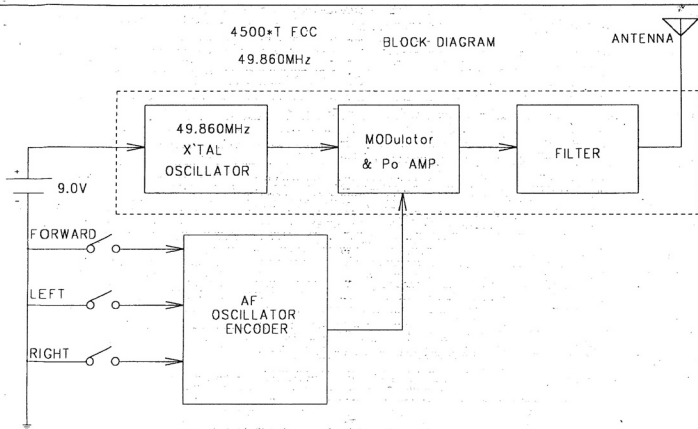 4500*T FCC
BLOCK DIAGRAM
49.860MHz
ANTENNA
49.860MHz
X'TAL
OSCILLATOR
MODulator
& Po AMP
FILTER
+
9.0V
-
FORWARD
LEFT
RIGHT
AF
OSCILLATOR
ENCODER